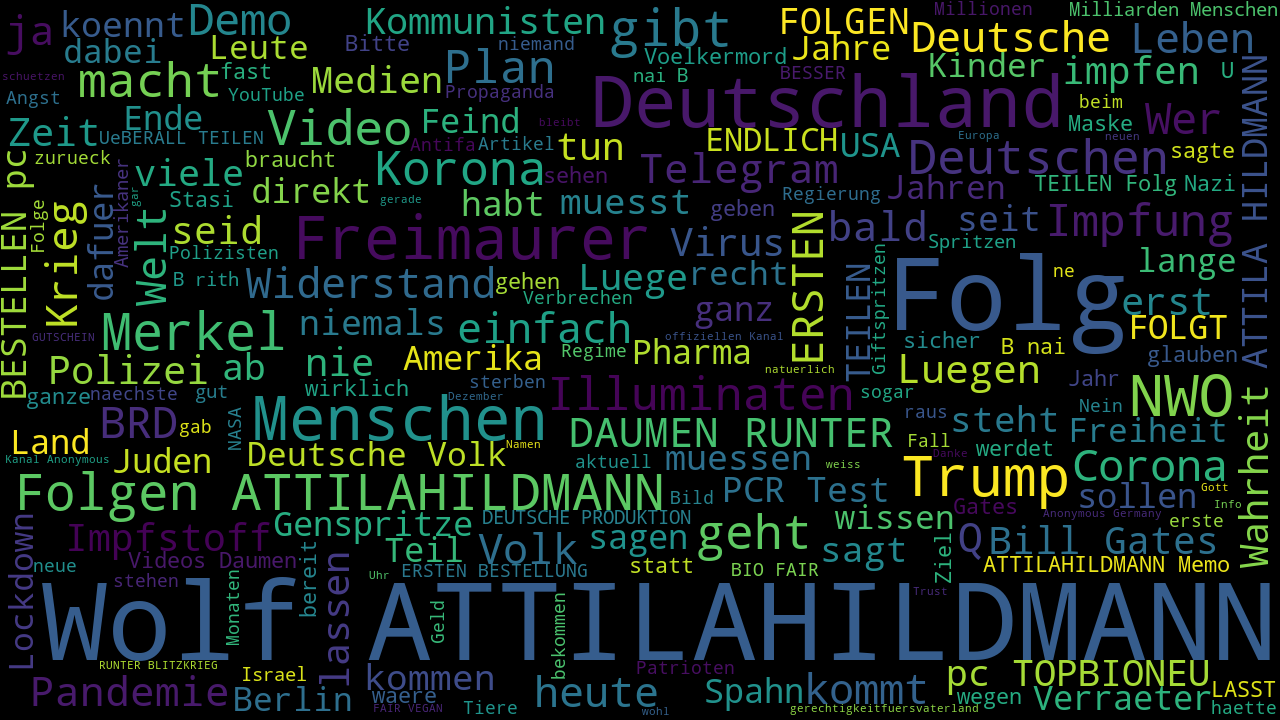 ja
koennt
Demo
Kommunisten
gibt
FOLGEN
Millionen
Milliarden Menschen
dabei
Leute
Bitte
niemand
Voelkermord
Jahre
Deutsche
Leben
schuetzen
macht
fast
Medien
Plan
nai B
BESSER
Kinder
impfen
U
Angst
YouTube
Propaganda
Deutschland
beim
Ende
Video
Feind
bleibt
Maske
Wer
Zeit
UeBERALL TEILEN
Antifa
Artikel
tun
ENDLICH
USA
Europa
neuen
zurueck
braucht
Korona
sehen
Telegram
Deutschen
sagte
BESTELLEN pc
viele
direkt
habt
muesst
Regierung
Jahren
TEILEN Folg
Nazi
Amerikaner
gar
Stasi
gerade
geben
ATTILA HILDMANN
Folge
Krieg
dafuer
Welt
seid
Freimaurer
Virus
ERSTEN
bald
seit
Impfung
Polizisten
Spritzen
B rith
Widerstand
gehen
Luege
recht
TEILEN
Giftspritzen
Folg
ne
lange
Verbrechen
ganz
erst
GUTSCHEIN
Merkel
niemals
einfach
offiziellen Kanal
sicher
B nai
FOLGT
Polizei
ab
nie
Amerika
Regime
Pharma
natuerlich
Luegen
glauben
ganze
naechste
gut
wirklich
sterben
Dezember
Illuminaten
sogar
Jahr
NWO
BRD
gab
NASA
Menschen
raus
steht
Nein
Freiheit
Wahrheit
Land
Namen
DAUMEN RUNTER
Fall
werdet
Kanal Anonymous
Juden
Deutsche Volk
aktuell
muessen
weiss
Danke
Trump
Corona
Folgen ATTILAHILDMANN
Bild
PCR Test
sollen
Gott
Info
Lockdown
Impfstoff
Genspritze
DEUTSCHE PRODUKTION
sagen
geht
wissen
Gates
Anonymous Germany
erste
Videos Daumen
Teil
Volk
sagt
Ziel
Q
Bill Gates
neue
stehen
Monaten
bereit
lassen
Uhr
ERSTEN BESTELLUNG
statt
BIO FAIR
ATTILAHILDMANN Memo
Wolf
ATTILAHILDMANN
Geld
bekommen
Trust
RUNTER BLITZKRIEG
Israel
Patrioten
Pandemie
Berlin
kommen
waere
FAIR VEGAN
Tiere
heute
wohl
Spahn
kommt
gerechtigkeitfuersvaterland
pc TOPBIONEU
wegen
Verraeter
LASST
haette